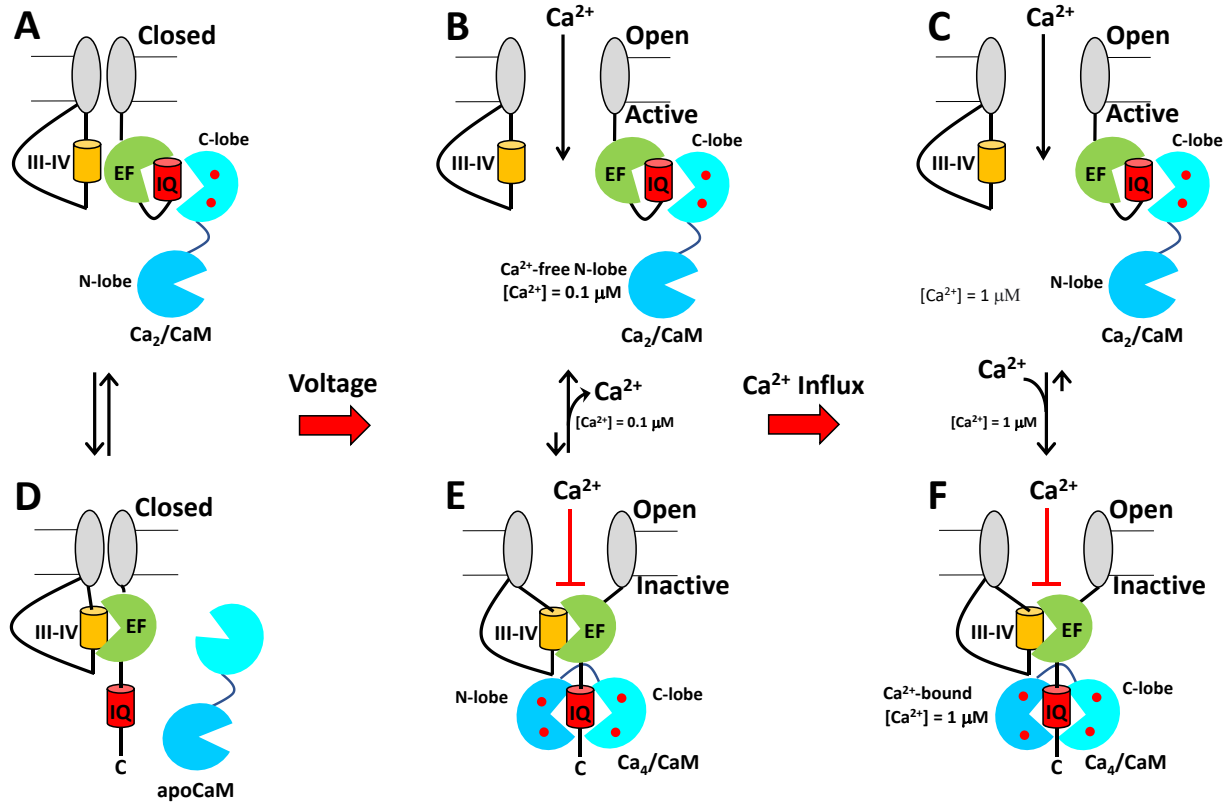 A
Closed
III-IV
EF
IQ
C-lobe
N-lobe
Ca₂/CaM
B
Ca²⁺
Open
Active
III-IV
EF
IQ
C-lobe
Ca²⁺-free N-lobe
[Ca²⁺] = 0.1 µM
Ca₂/CaM
C
Ca²⁺
Open
Active
III-IV
EF
IQ
C-lobe
N-lobe
[Ca²⁺] = 1 µM
Ca₂/CaM
Voltage
Ca²⁺
[Ca²⁺] = 0.1 µM
Ca²⁺ Influx
Ca²⁺
[Ca²⁺] = 1 µM
D
Closed
III-IV
EF
IQ
C
apoCaM
E
Ca²⁺
Open
Inactive
III-IV
EF
N-lobe
IQ
C-lobe
C
Ca₄/CaM
F
Ca²⁺
Open
Inactive
III-IV
EF
Ca²⁺-bound
[Ca²⁺] = 1 µM
IQ
C-lobe
C
Ca₄/CaM